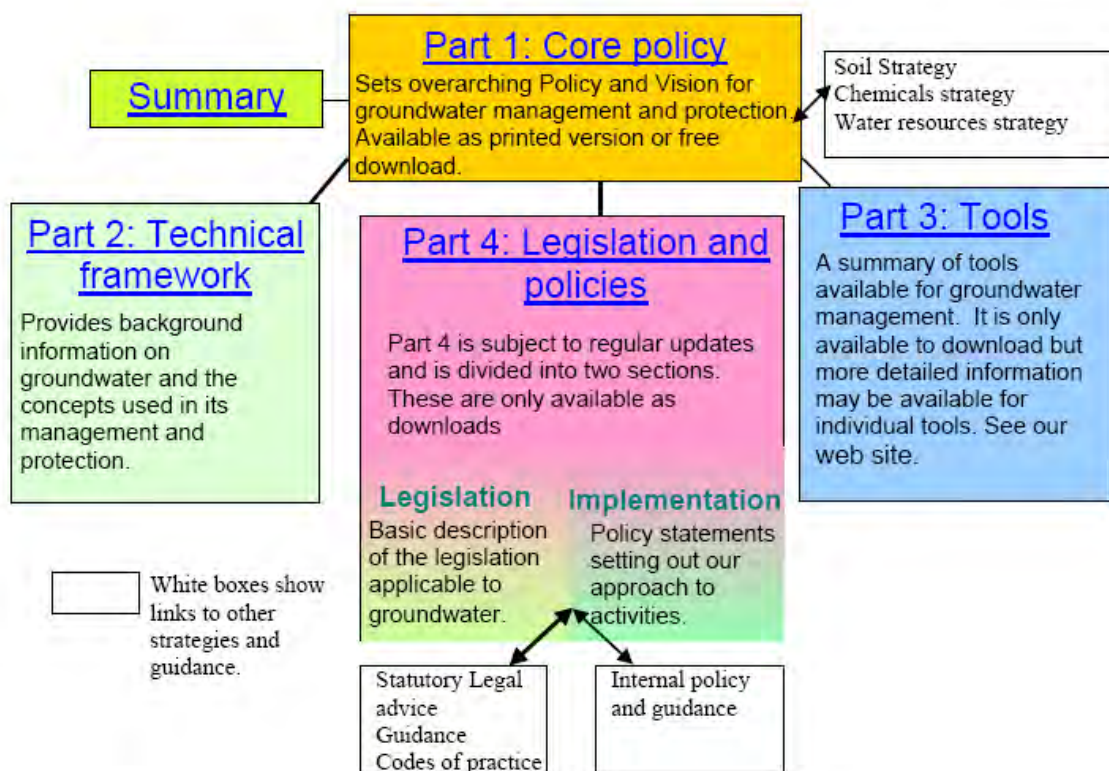 Part 1: Core policy
Sets overarching Policy and Vision for
groundwater management and protection
Available as printed version or free
download.
Summary
Soil Strategy
Chemicals strategy
Water resources strategy
Part 2: Technical
framework
Provides background
information on
groundwater and the
concepts used in its
management and
protection.
Part 4: Legislation and
policies
Part 4 is subject to regular updates
and is divided into two sections.
These are only available as
downloads
Legislation
Basic description
of the legislation
applicable to
groundwater.
Implementation
Policy statements
setting out our
approach to
activities.
Part 3: Tools
A summary of tools
available for groundwater
management. It is only
available to download but
more detailed information
may be available for
individual tools. See our
web site.
White boxes show
links to other
strategies and
guidance.
Statutory Legal
advice
Guidance
Codes of practice
Internal policy
and guidance